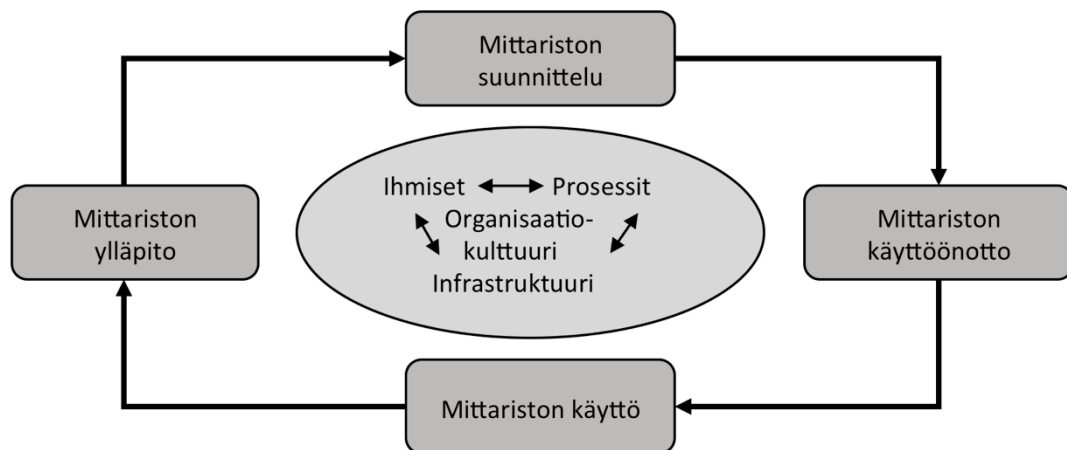 Mittariston
suunnittelu
Ihmiset Prosessit
Organisaatio-
kulttuuri
Infrastruktuuri
Mittariston
ylläpito
Mittariston
käyttöönotto
Mittariston käyttö